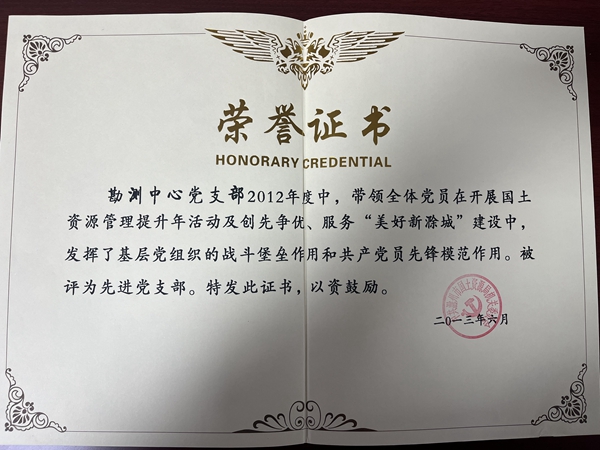 荣誉证书
HONORARY CREDENTIAL
勘测中心党支部2012年度中，带领全体党员在开展国土
资源管理提升年活动及创先争优、服务“美好新滁城”建设中，
发挥了基层党组织的战斗堡垒作用和共产党员先锋模范作用。被
评为先进党支部。特发此证书，以资鼓励。
二〇一三年六月